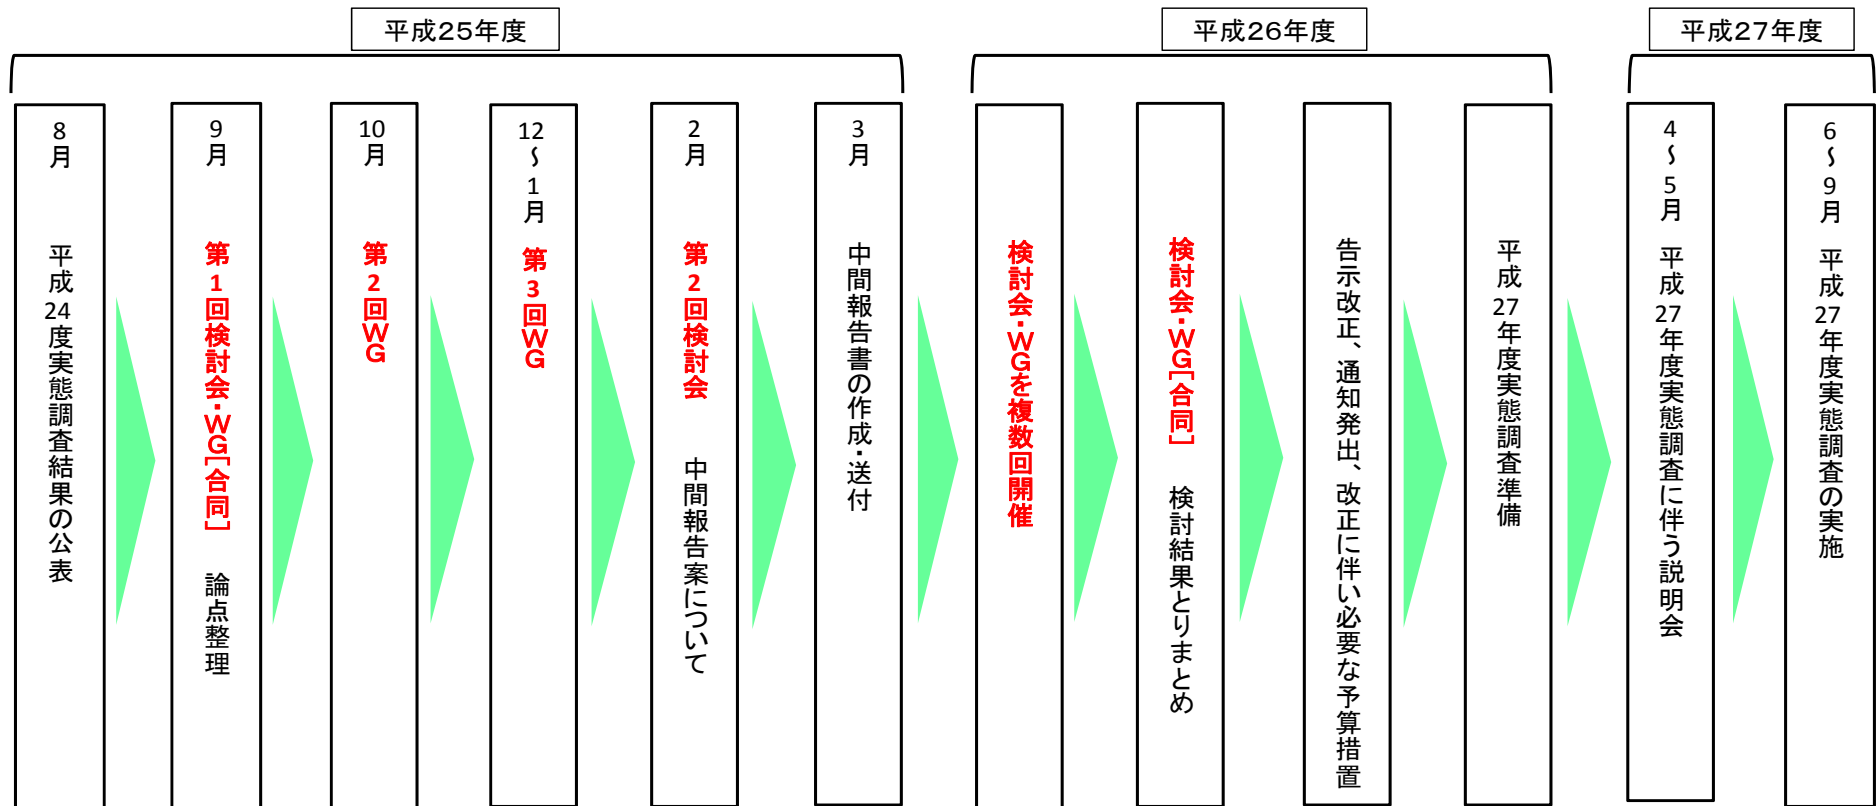 平成25年度
8月 平成24度実態調査結果の公表
9月 第1回検討会・WG[合同] 論点整理
10月 第2回WG
12～1月 第3回WG
2月 第2回検討会 中間報告案について
3月 中間報告書の作成・送付
平成26年度
検討会・WGを複数回開催
検討会・WG[合同] 検討結果とりまとめ
告示改正、通知発出、改正に伴い必要な予算措置
平成27年度実態調査準備
平成27年度
4～5月 平成27年度実態調査に伴う説明会
6～9月 平成27年度実態調査の実施